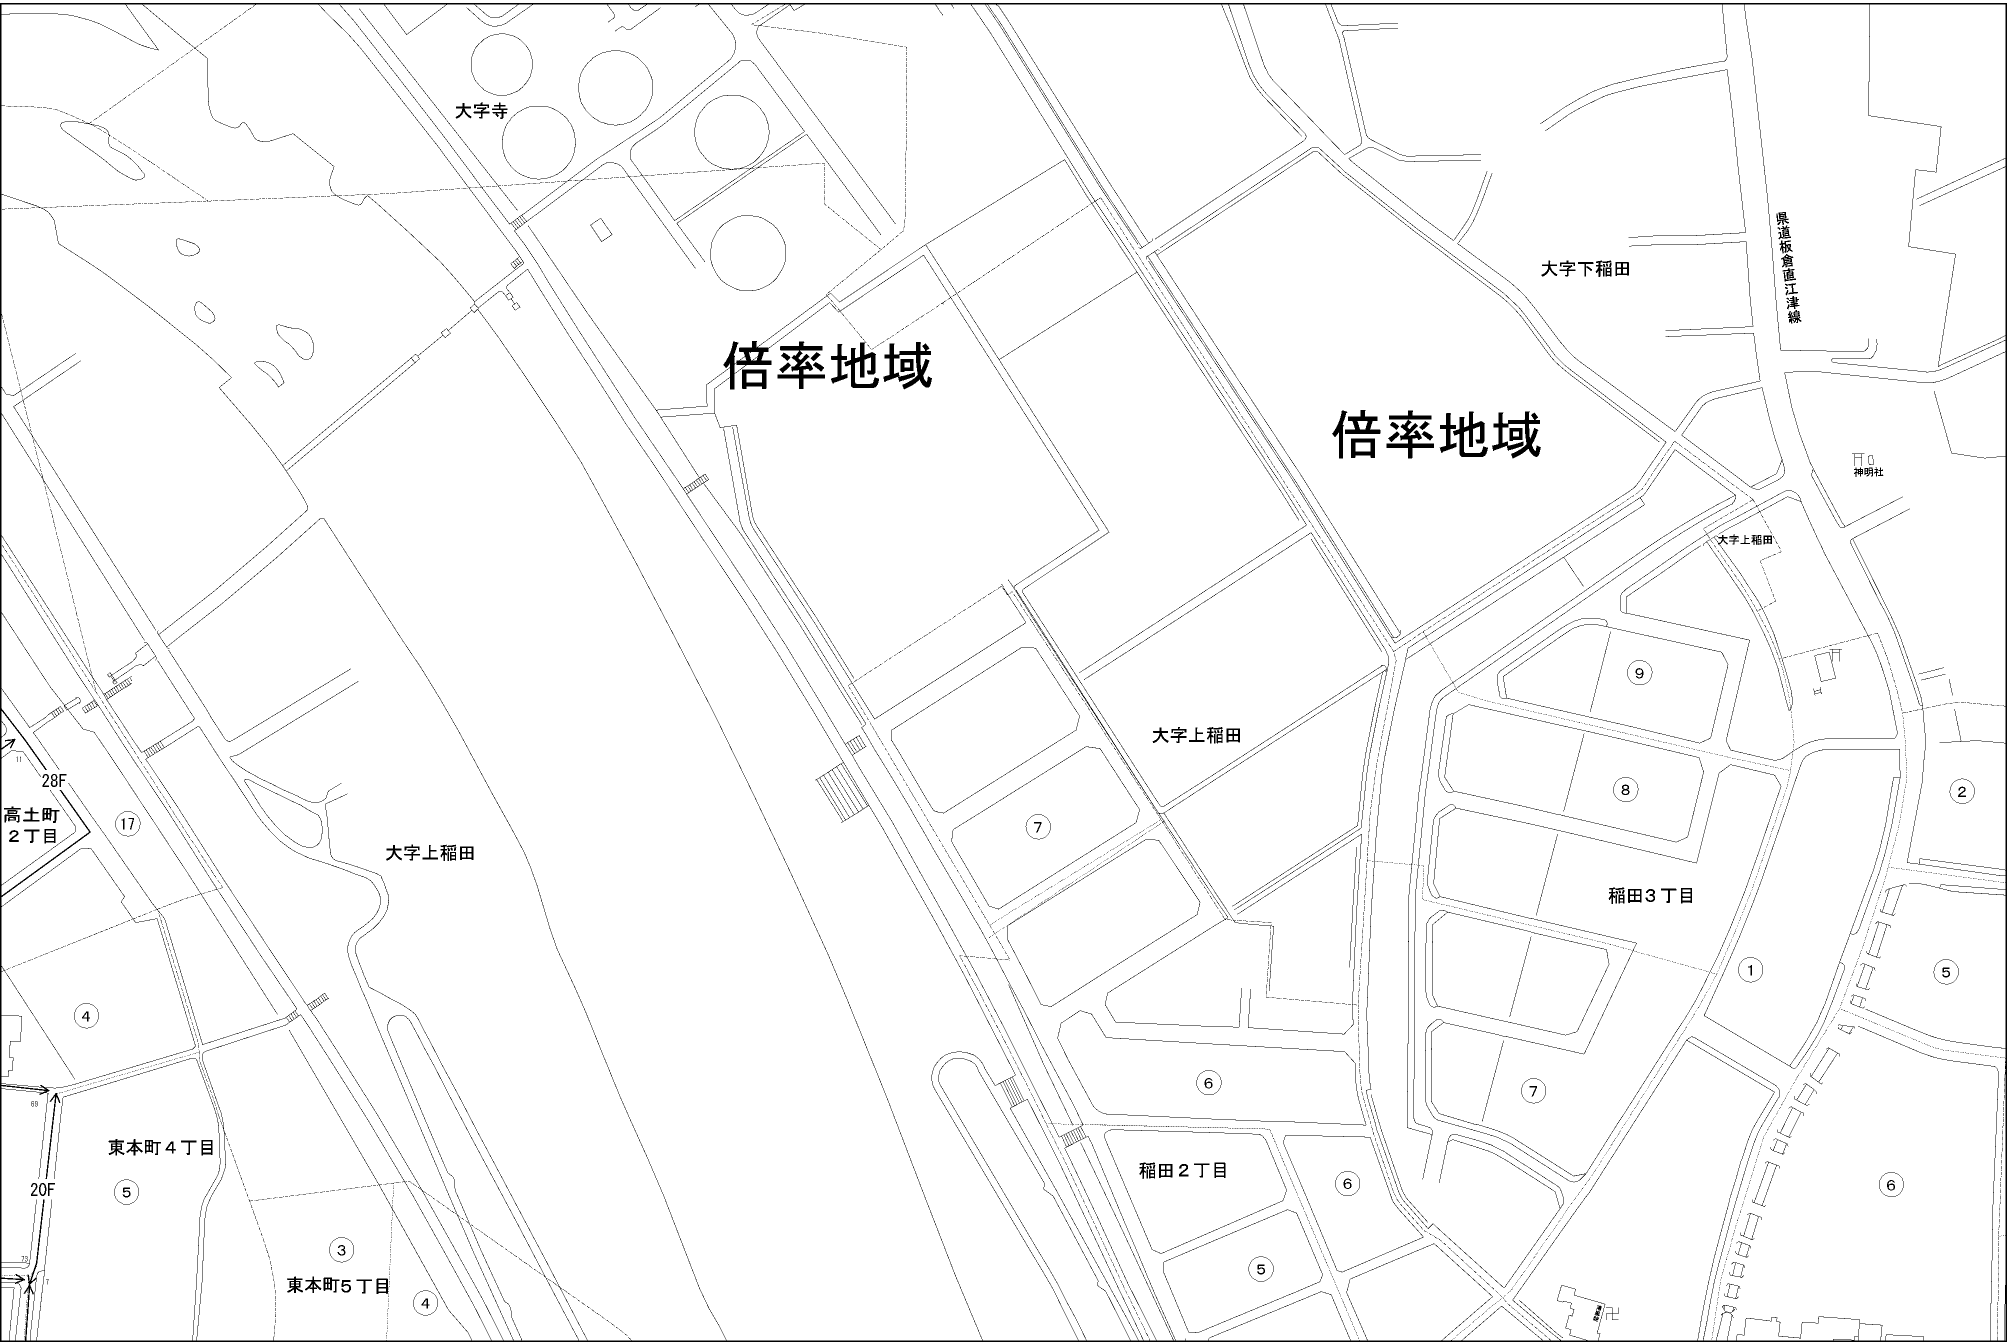 大字寺
県道板倉直江津線
大字下稲田
倍率地域
倍率地域
神明社
大字上稲田
9
大字上稲田
11
28F
高土町
２丁目
17
7
8
2
大字上稲田
稲田３丁目
1
5
4
6
7
69
東本町４丁目
20F
5
稲田２丁目
6
6
3
東本町５丁目
4
5
73
7